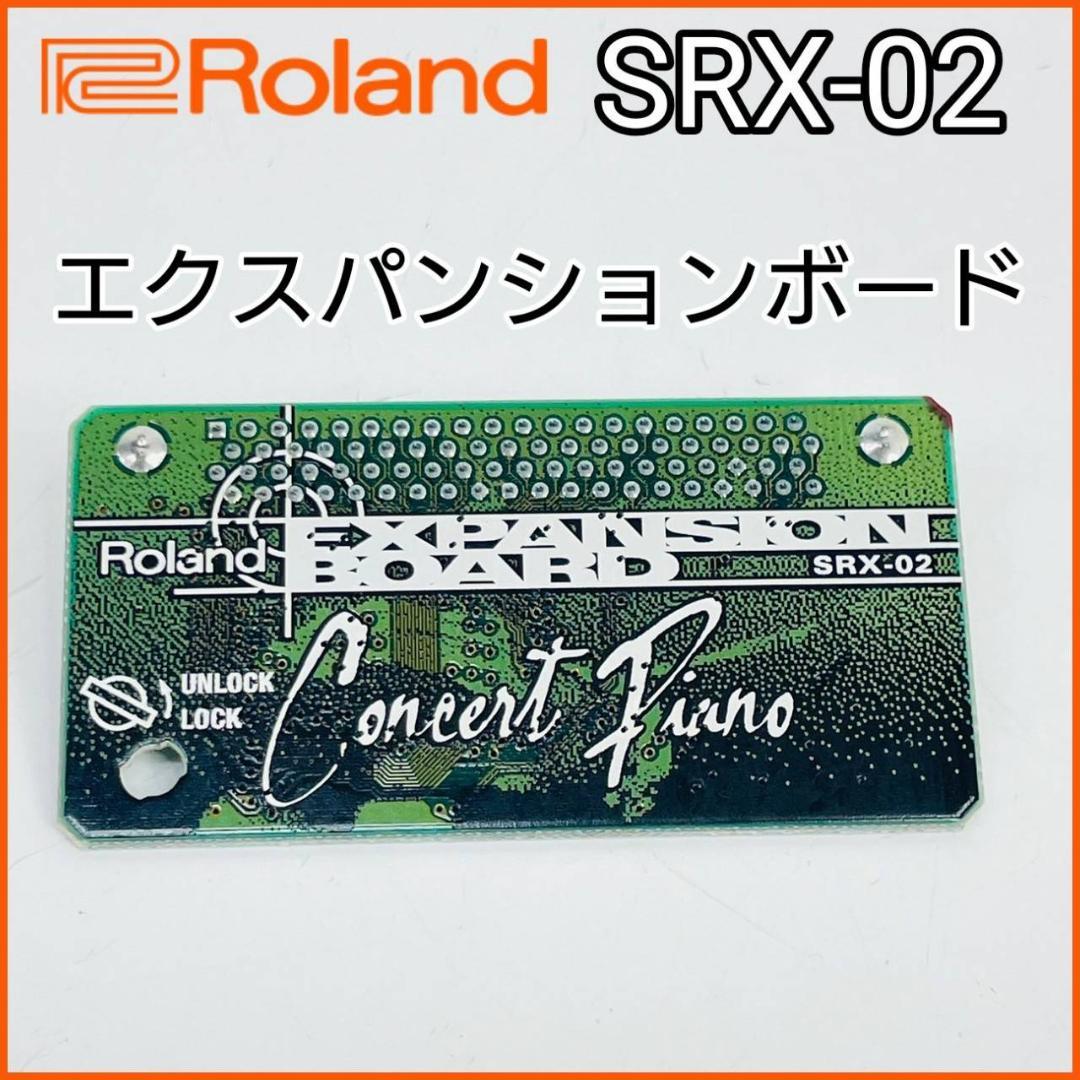 Roland SRX-02
エクスパンションボード
Roland EXPANSION BOARD SRX-02
UNLOCK
LOCK
Concert Piano